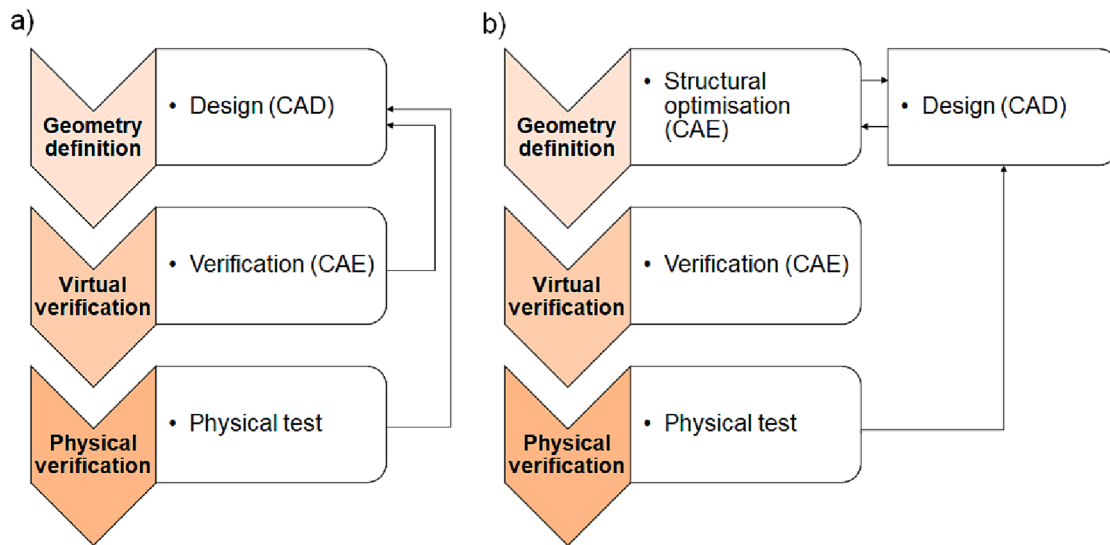 a)
• Design (CAD)
Geometry
definition
• Verification (CAE)
Virtual
verification
• Physical test
Physical
verification
b)
• Structural
optimisation
(CAE)
Geometry
definition
• Design (CAD)
• Verification (CAE)
Virtual
verification
• Physical test
Physical
verification